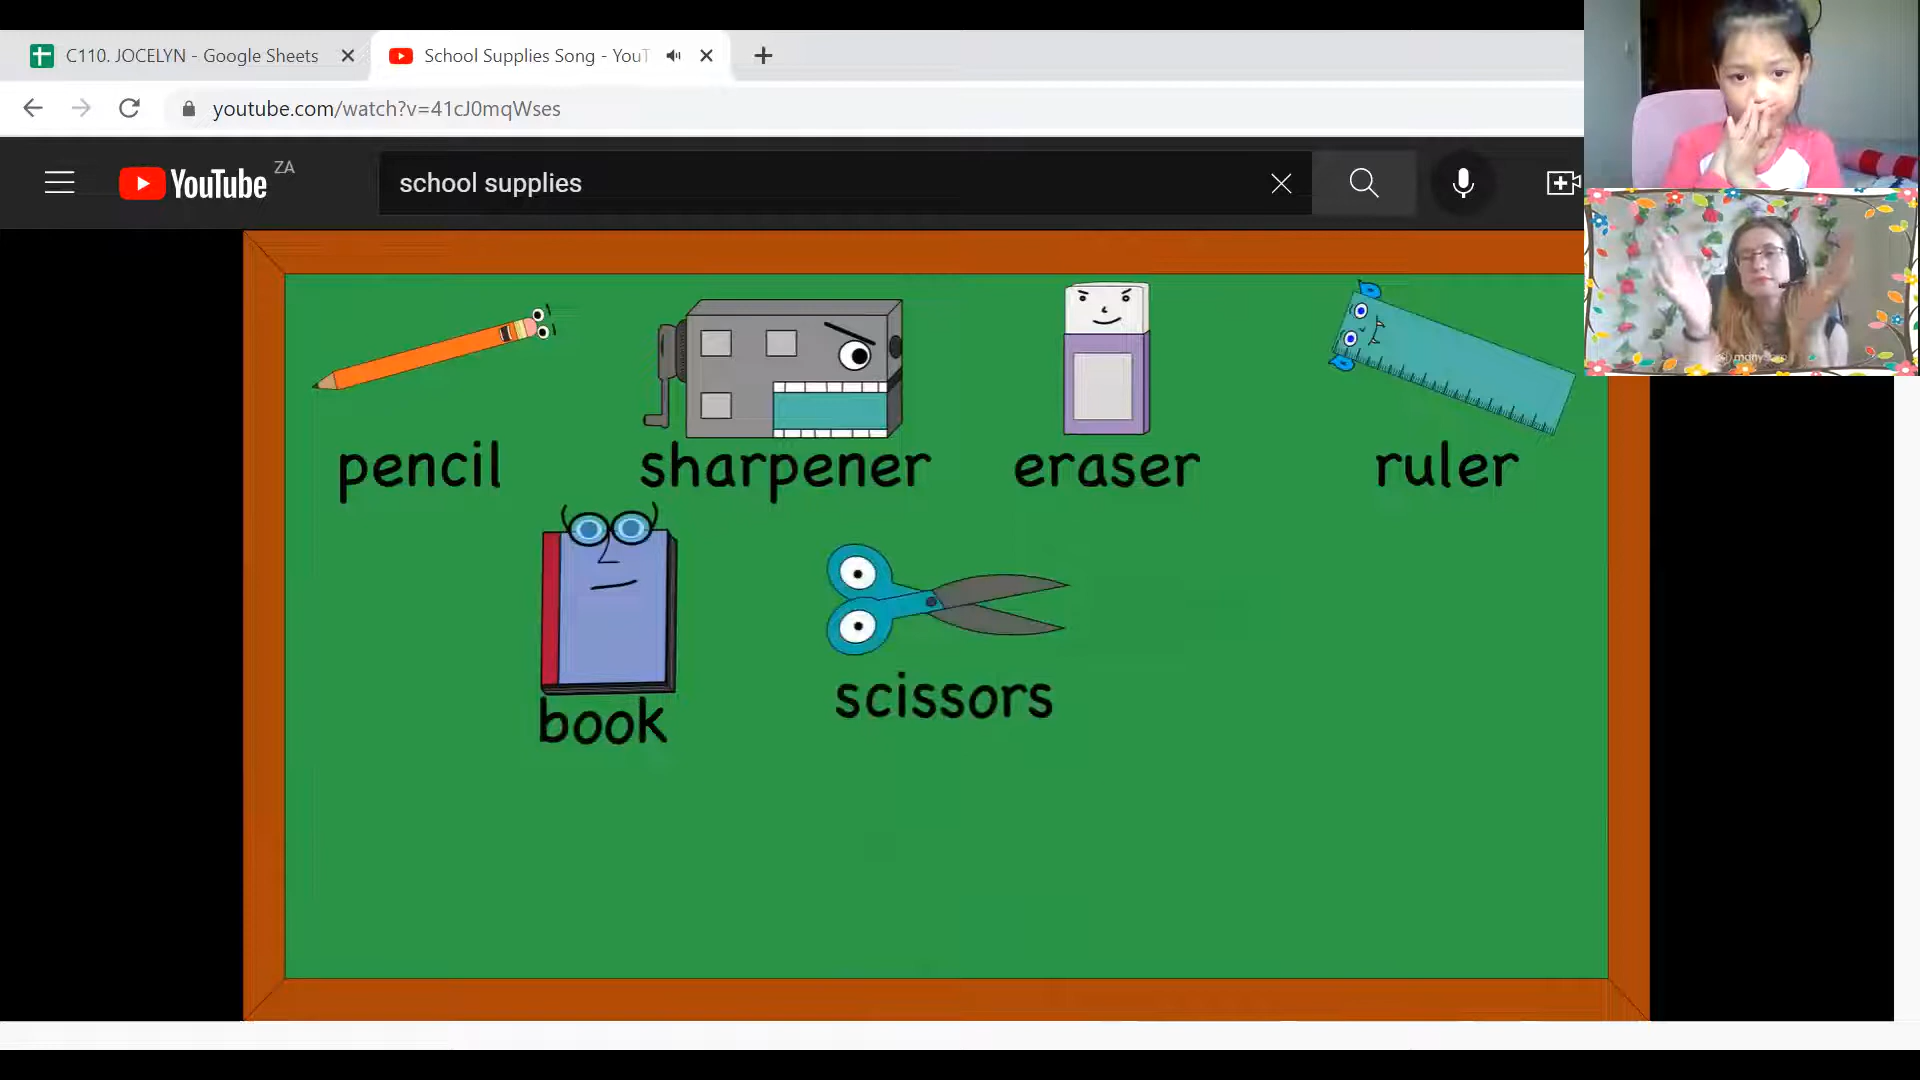 C110. JOCELYN - Google Sheets
School Supplies Song - YouT
youtube.com/watch?v=41cJ0mqWses
YouTube ZA
school supplies
pencil sharpener eraser ruler
book scissors